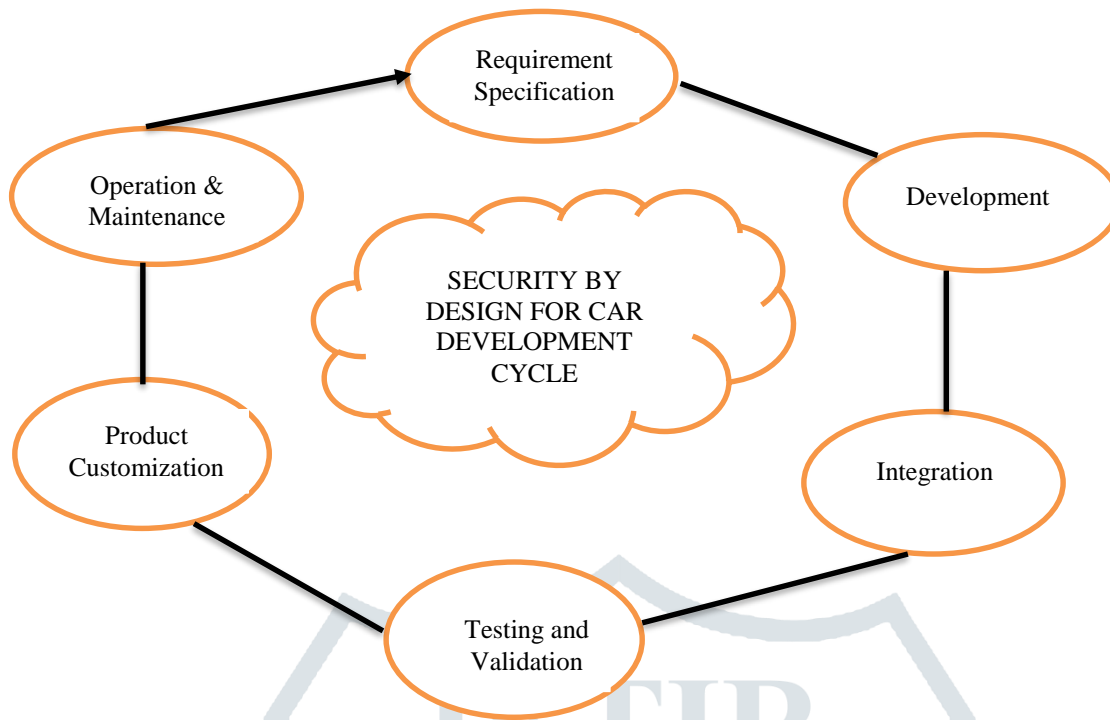 Requirement
Specification
Development
Integration
Testing and
Validation
Product
Customization
Operation &
Maintenance
SECURITY BY
DESIGN FOR CAR
DEVELOPMENT
CYCLE